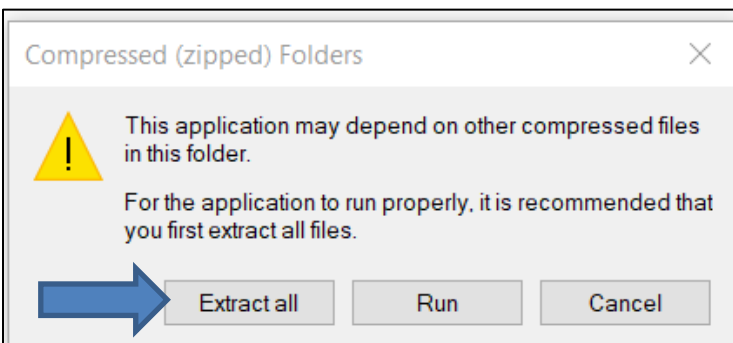 Compressed (zipped) Folders
This application may depend on other compressed files
in this folder.
For the application to run properly, it is recommended that
you first extract all files.
Extract all Run Cancel